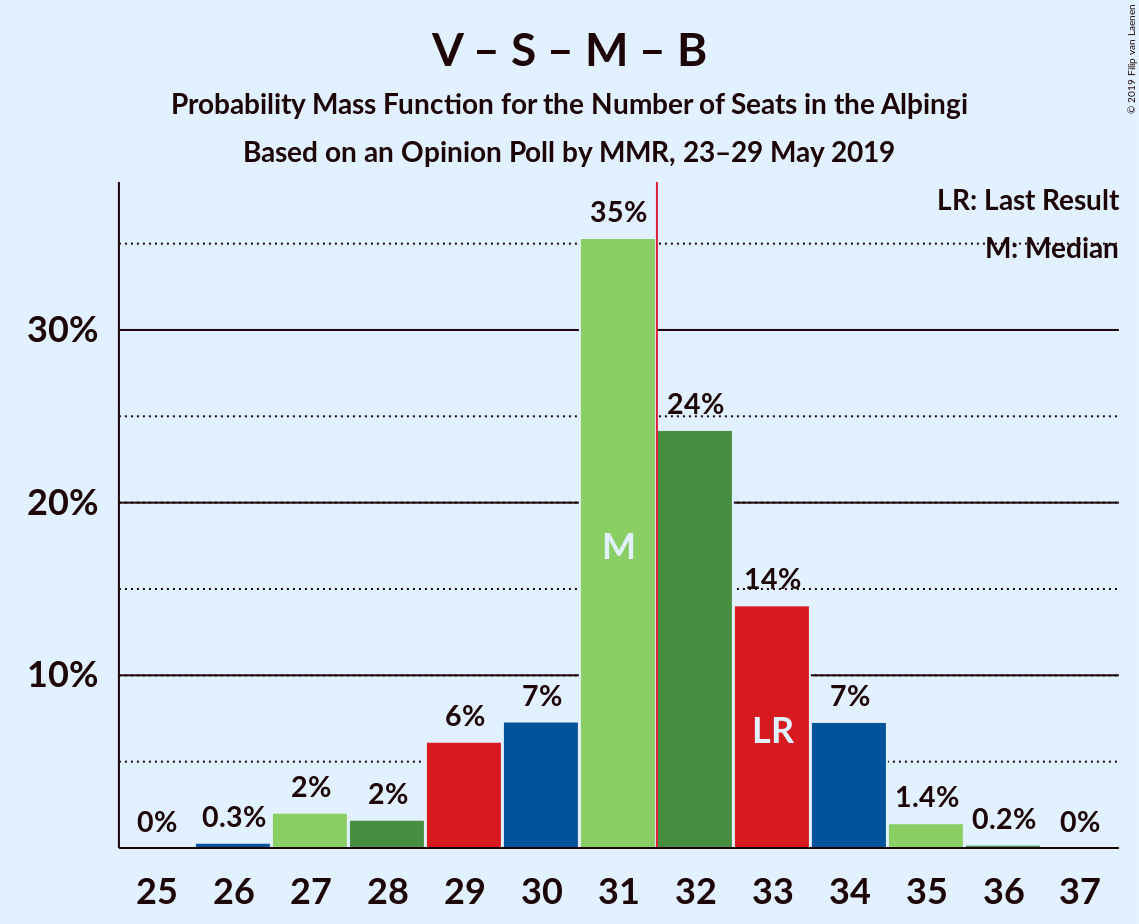 V – S – M – B
Probability Mass Function for the Number of Seats in the Alþingi
Based on an Opinion Poll by MMR, 23–29 May 2019
© 2019 Filip van Laenen
LR: Last Result
M: Median
30%
20%
10%
0%
0.3%
2%
2%
6%
7%
35%
24%
14%
7%
1.4%
0.2%
0%
M
LR
25 26 27 28 29 30 31 32 33 34 35 36 37